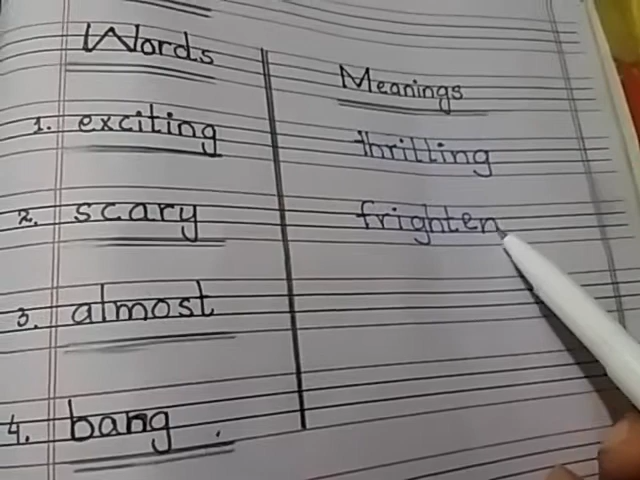 Words Meanings
1. exciting thrilling
2. scary frighten
3. almost
4. bang.